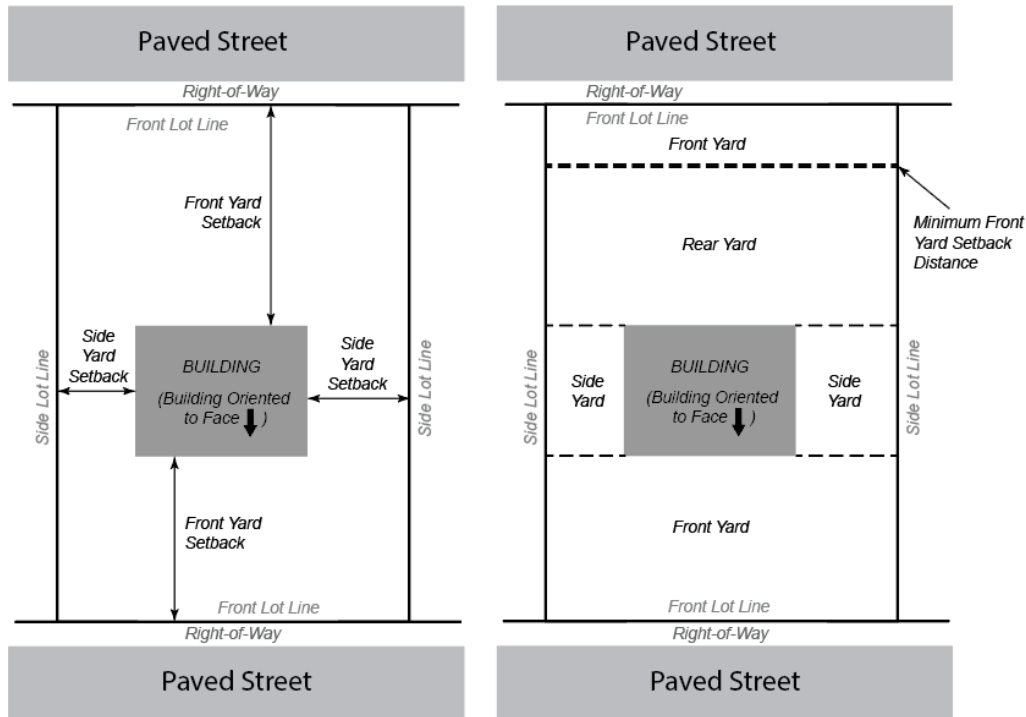 Paved Street
Right-of-Way
Front Lot Line
Front Yard
Setback
Side
Yard
Setback
Side
Yard
Setback
BUILDING
(Building Oriented
to Face )
Side Lot Line
Side Lot Line
Front Yard
Setback
Front Lot Line
Right-of-Way
Paved Street
Paved Street
Right-of-Way
Front Lot Line
Front Yard
Minimum Front
Yard Setback
Distance
Rear Yard
Side
Yard
BUILDING
(Building Oriented
to Face )
Side
Yard
Side Lot Line
Side Lot Line
Front Yard
Front Lot Line
Right-of-Way
Paved Street